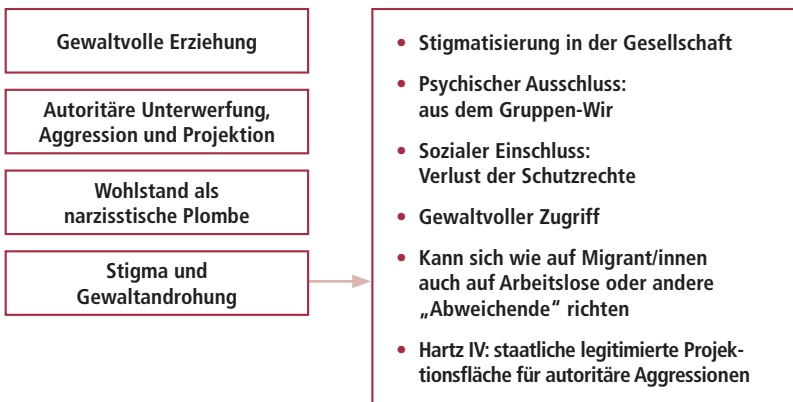 Gewaltvolle Erziehung
Autoritäre Unterwerfung,
Aggression und Projektion
Wohlstand als
narzisstische Plombe
Stigma und
Gewaltandrohung
• Stigmatisierung in der Gesellschaft
• Psychischer Ausschluss:
aus dem Gruppen-Wir
• Sozialer Einschluss:
Verlust der Schutzrechte
• Gewaltvoller Zugriff
• Kann sich wie auf Migrant/innen
auch auf Arbeitslose oder andere
„Abweichende“ richten
• Hartz IV: staatliche legitimierte Projek-
tionsfläche für autoritäre Aggressionen